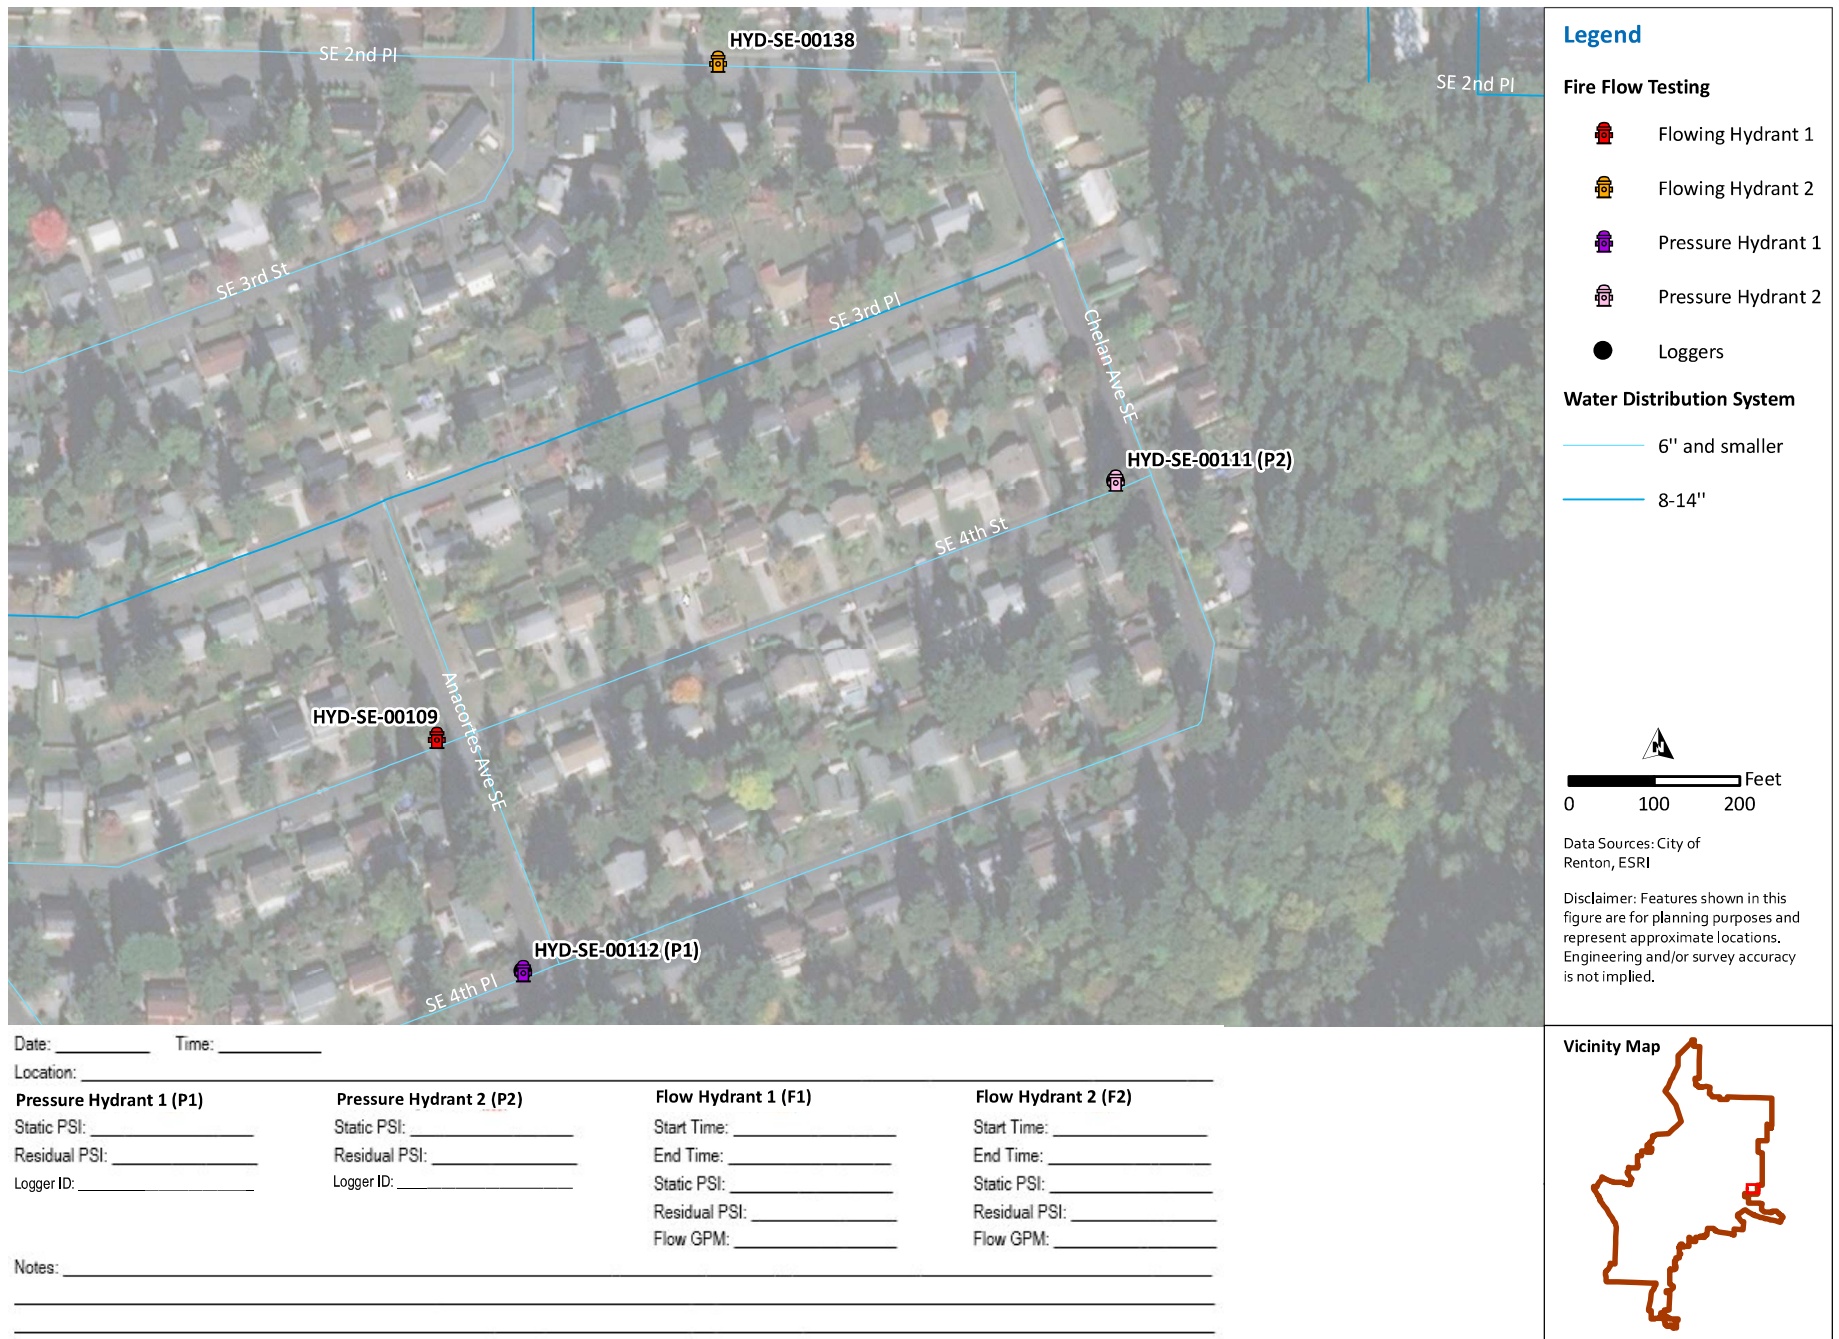 HYD-SE-00138
SE 2nd Pl
SE 2nd Pl
SE 3rd St
SE 3rd Pl
Chelan Ave SE
HYD-SE-00111 (P2)
SE 4th St
Anacortes Ave SE
HYD-SE-00109
HYD-SE-00112 (P1)
SE 4th Pl
Legend
Fire Flow Testing
Flowing Hydrant 1
Flowing Hydrant 2
Pressure Hydrant 1
Pressure Hydrant 2
Loggers
Water Distribution System
6" and smaller
8-14"
N
Feet
0 100 200
Data Sources: City of
Renton, ESRI
Disclaimer: Features shown in this
figure are for planning purposes and
represent approximate locations.
Engineering and/or survey accuracy
is not implied.
Vicinity Map
Date: Time:
Location:
Pressure Hydrant 1 (P1)
Static PSI:
Residual PSI:
Logger ID:
Pressure Hydrant 2 (P2)
Static PSI:
Residual PSI:
Logger ID:
Flow Hydrant 1 (F1)
Start Time:
End Time:
Static PSI:
Residual PSI:
Flow GPM:
Flow Hydrant 2 (F2)
Start Time:
End Time:
Static PSI:
Residual PSI:
Flow GPM:
Notes: